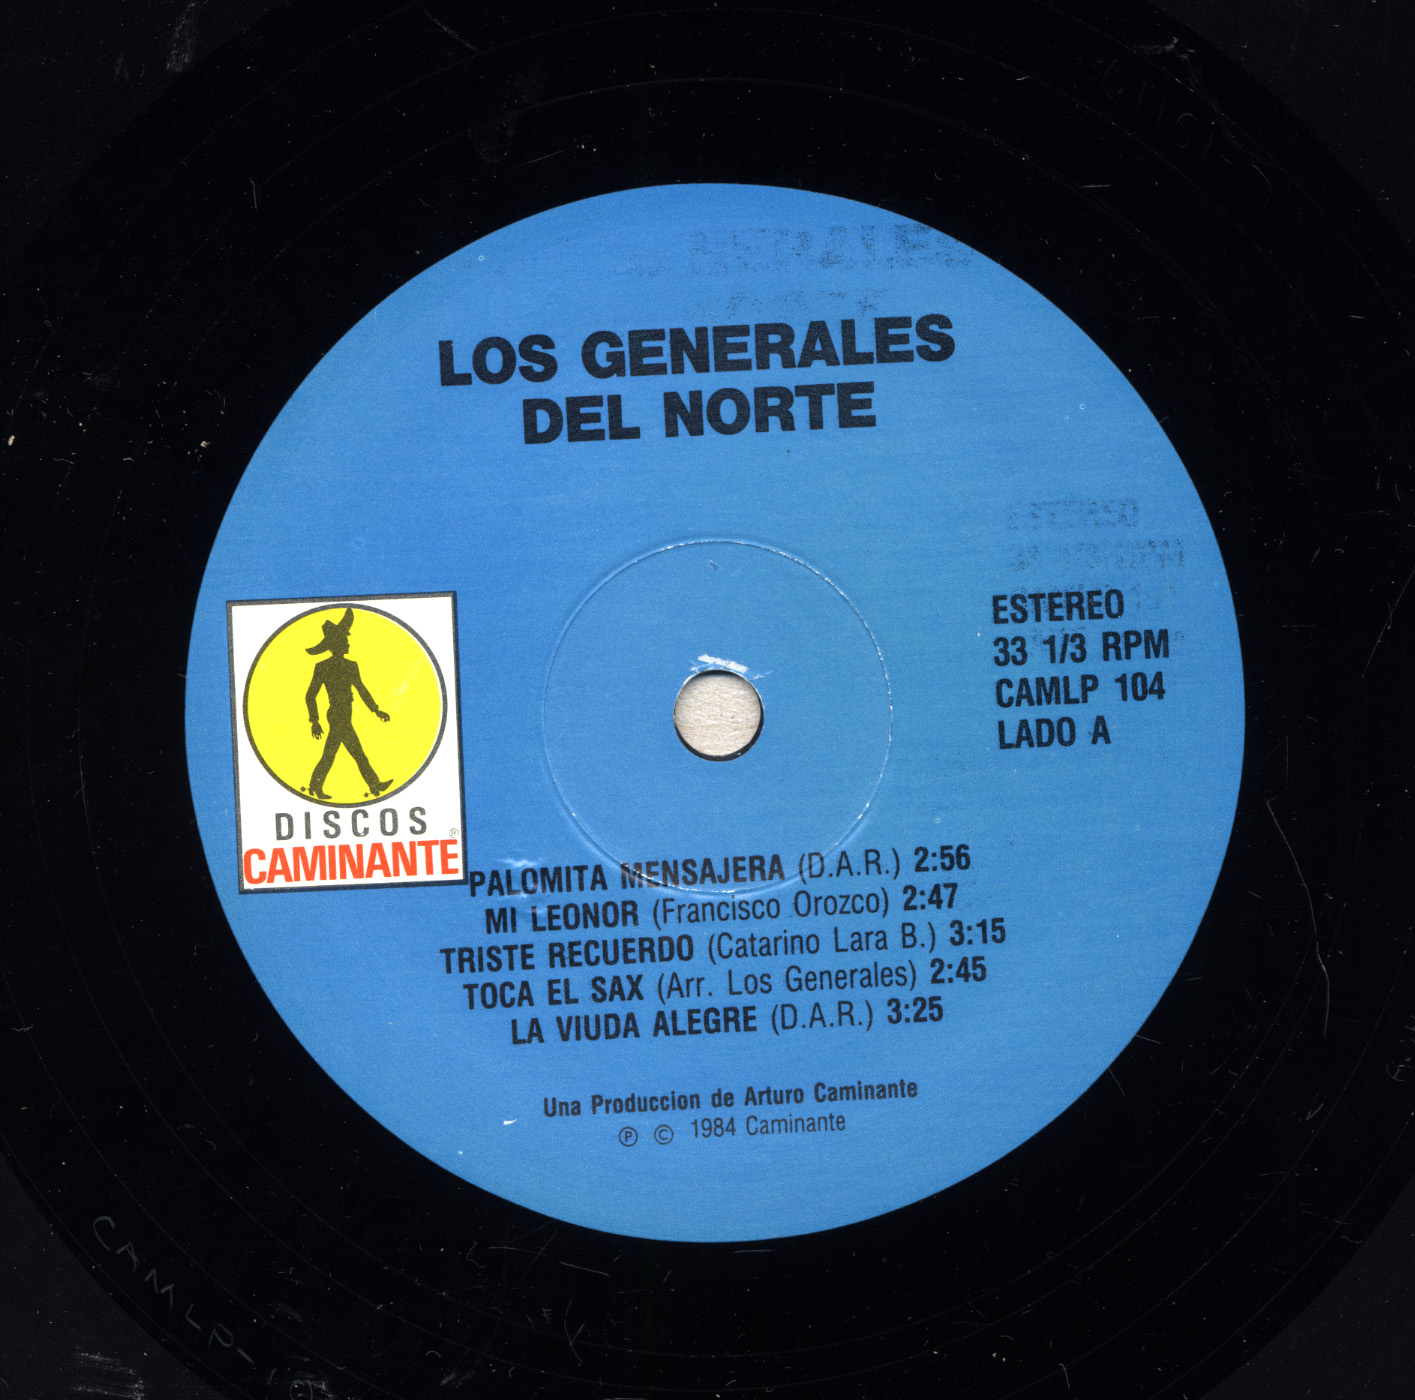 LOS GENERALES
DEL NORTE
ESTEREO
33 1/3 RPM
CAMLP 104
LADO A
DISCOS ®
CAMINANTE
PALOMITA MENSAJERA (D.A.R.) 2:56
MI LEONOR (Francisco Orozco) 2:47
TRISTE RECUERDO (Catarino Lara B.) 3:15
TOCA EL SAX (Arr. Los Generales) 2:45
LA VIUDA ALEGRE (D.A.R.) 3:25
Una Produccion de Arturo Caminante
Ⓟ © 1984 Caminante
CAMLP-